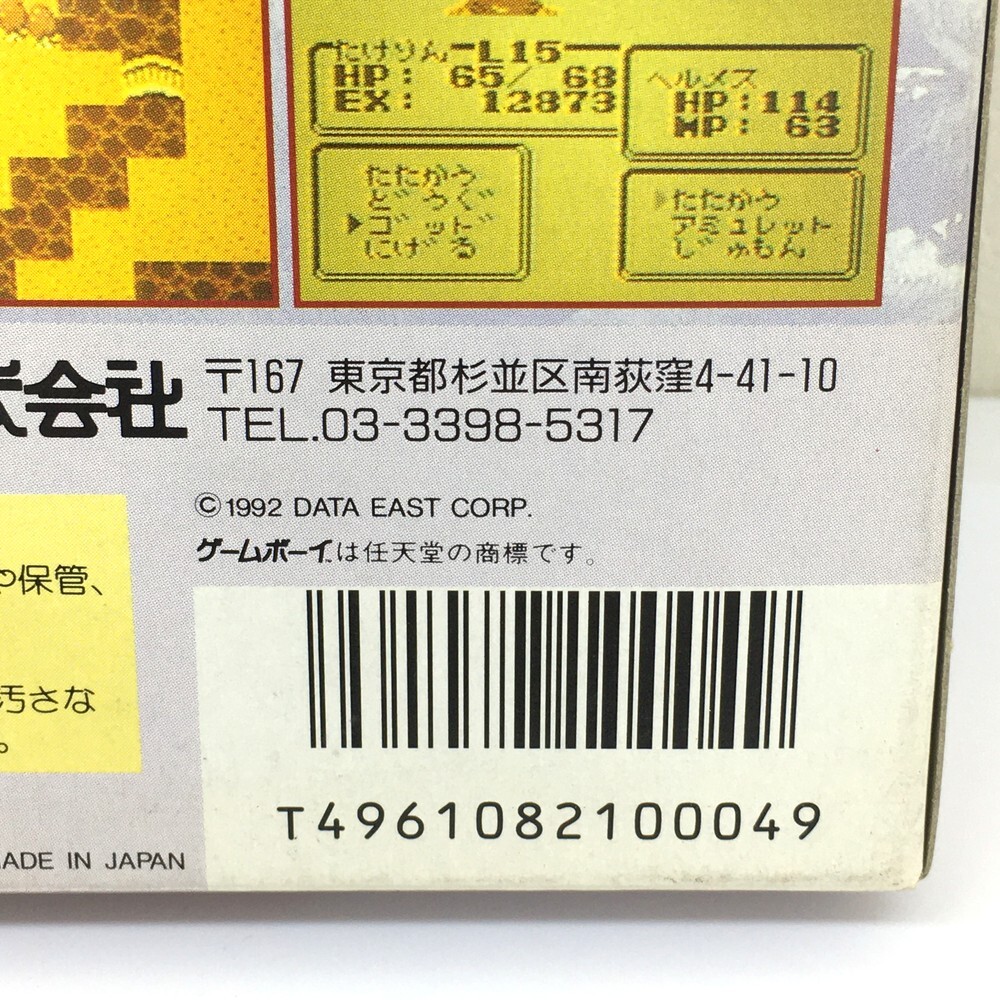 たけりん L15
HP: 65/ 68
EX: 12873
ヘルメス
HP:114
MP: 63
たたかう
どうぐ
▶ゴッド
にげる
▶たたかう
アミュレット
じゅもん
式会社
〒167 東京都杉並区南荻窪4-41-10
TEL.03-3398-5317
©1992 DATA EAST CORP.
ゲームボーイは任天堂の商標です。
や保管、
汚さな
。
MADE IN JAPAN
T4961082100049